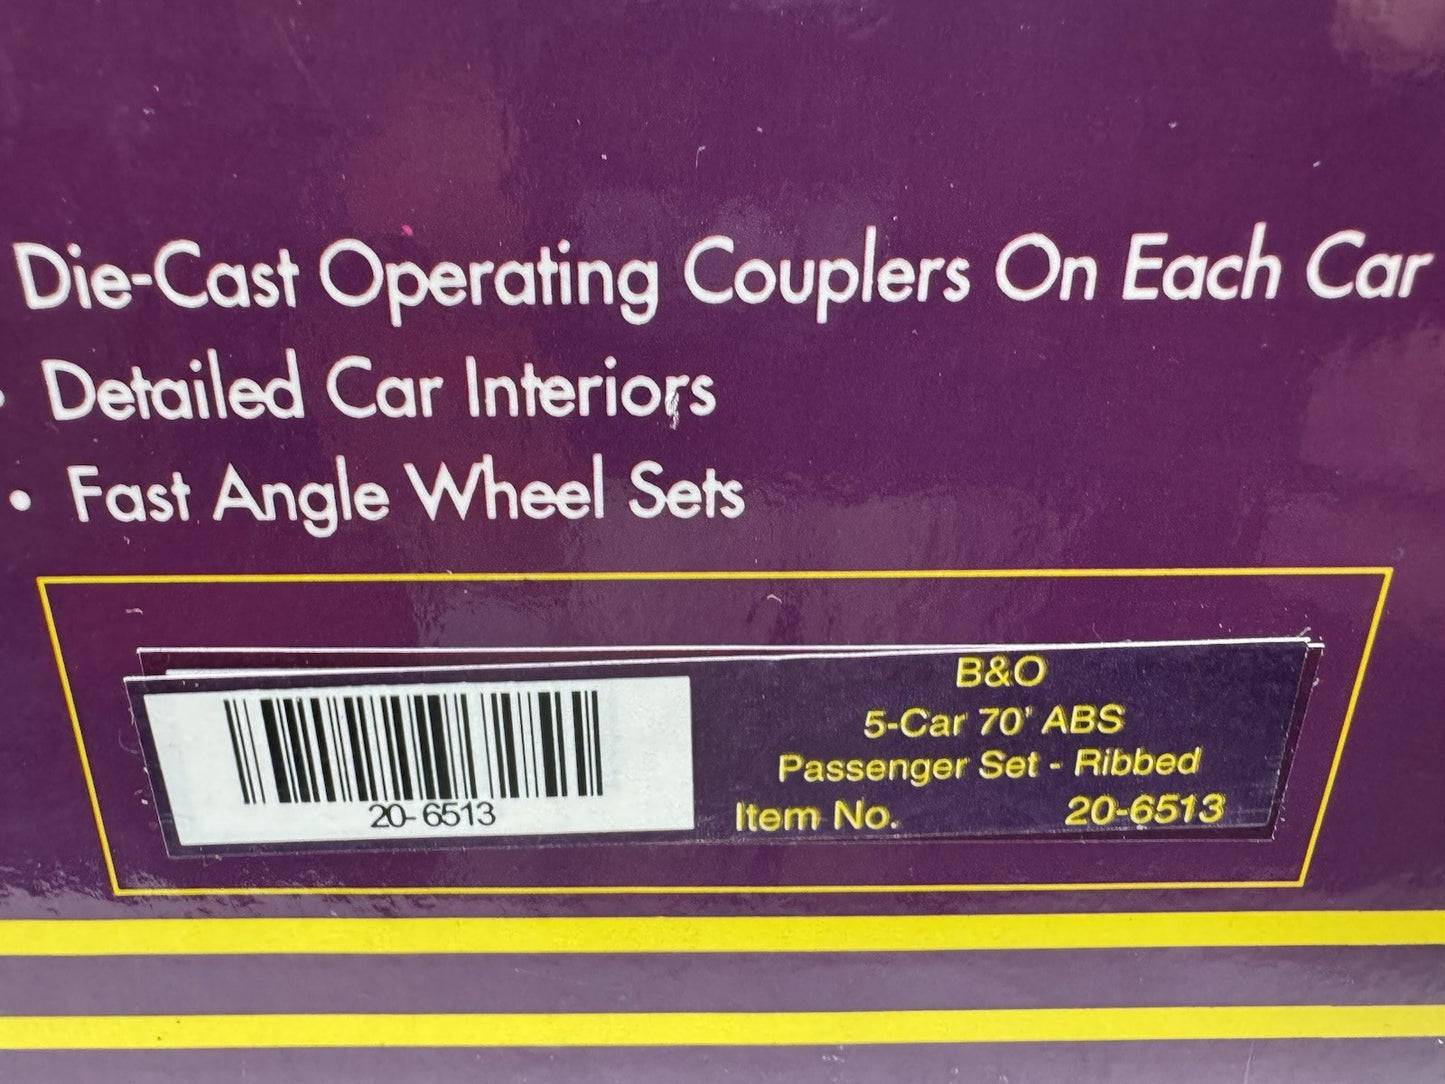 Die-Cast Operating Couplers On Each Car
• Detailed Car Interiors
• Fast Angle Wheel Sets
B&O
5-Car 70' ABS
Passenger Set - Ribbed
Item No. 20-6513
20-6513